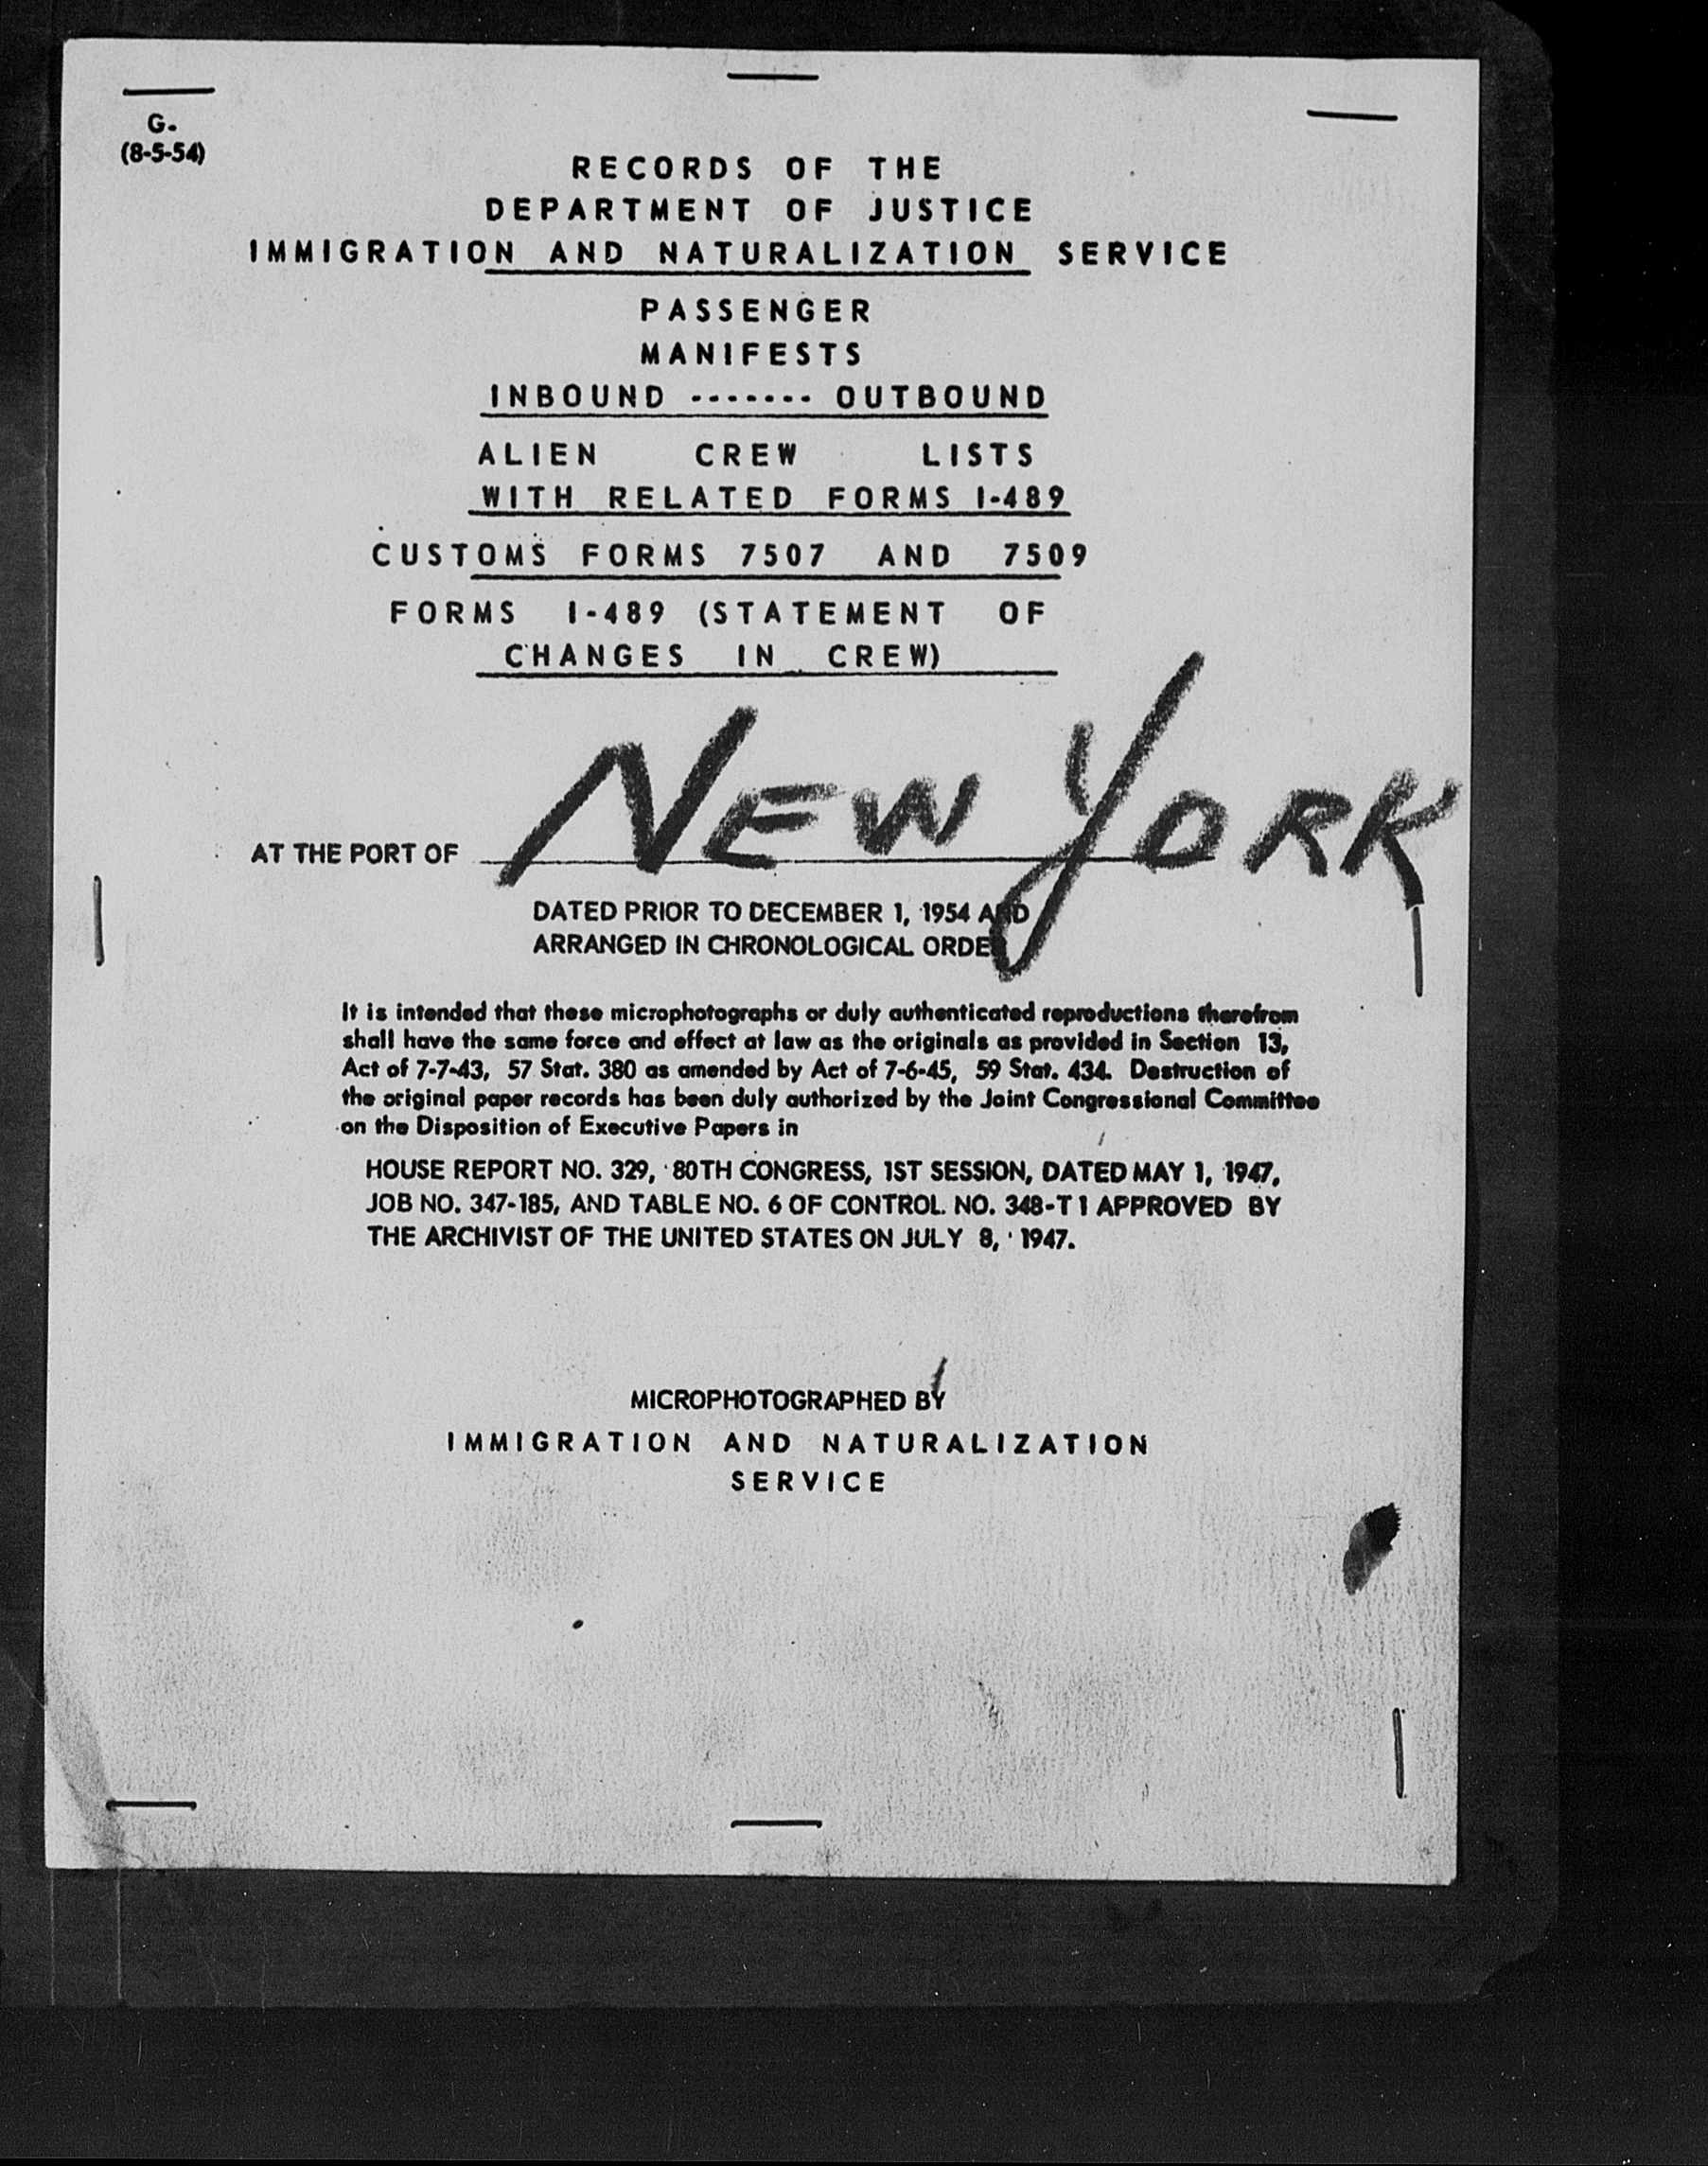 G.
(8-5-54)
RECORDS OF THE
DEPARTMENT OF JUSTICE
IMMIGRATION AND NATURALIZATION SERVICE
PASSENGER
MANIFESTS
INBOUND ------- OUTBOUND
ALIEN CREW LISTS
WITH RELATED FORMS I-489
CUSTOMS FORMS 7507 AND 7509
FORMS I-489 (STATEMENT OF
CHANGES IN CREW)
AT THE PORT OF NEW YORK
DATED PRIOR TO DECEMBER 1, 1954 AND
ARRANGED IN CHRONOLOGICAL ORDER
It is intended that these microphotographs or duly authenticated reproductions therefrom
shall have the same force and effect at law as the originals as provided in Section 13,
Act of 7-7-43, 57 Stat. 380 as amended by Act of 7-6-45, 59 Stat. 434. Destruction of
the original paper records has been duly authorized by the Joint Congressional Committee
on the Disposition of Executive Papers in
HOUSE REPORT NO. 329, 80TH CONGRESS, 1ST SESSION, DATED MAY 1, 1947,
JOB NO. 347-185, AND TABLE NO. 6 OF CONTROL NO. 348-T1 APPROVED BY
THE ARCHIVIST OF THE UNITED STATES ON JULY 8, 1947.
MICROPHOTOGRAPHED BY
IMMIGRATION AND NATURALIZATION
SERVICE